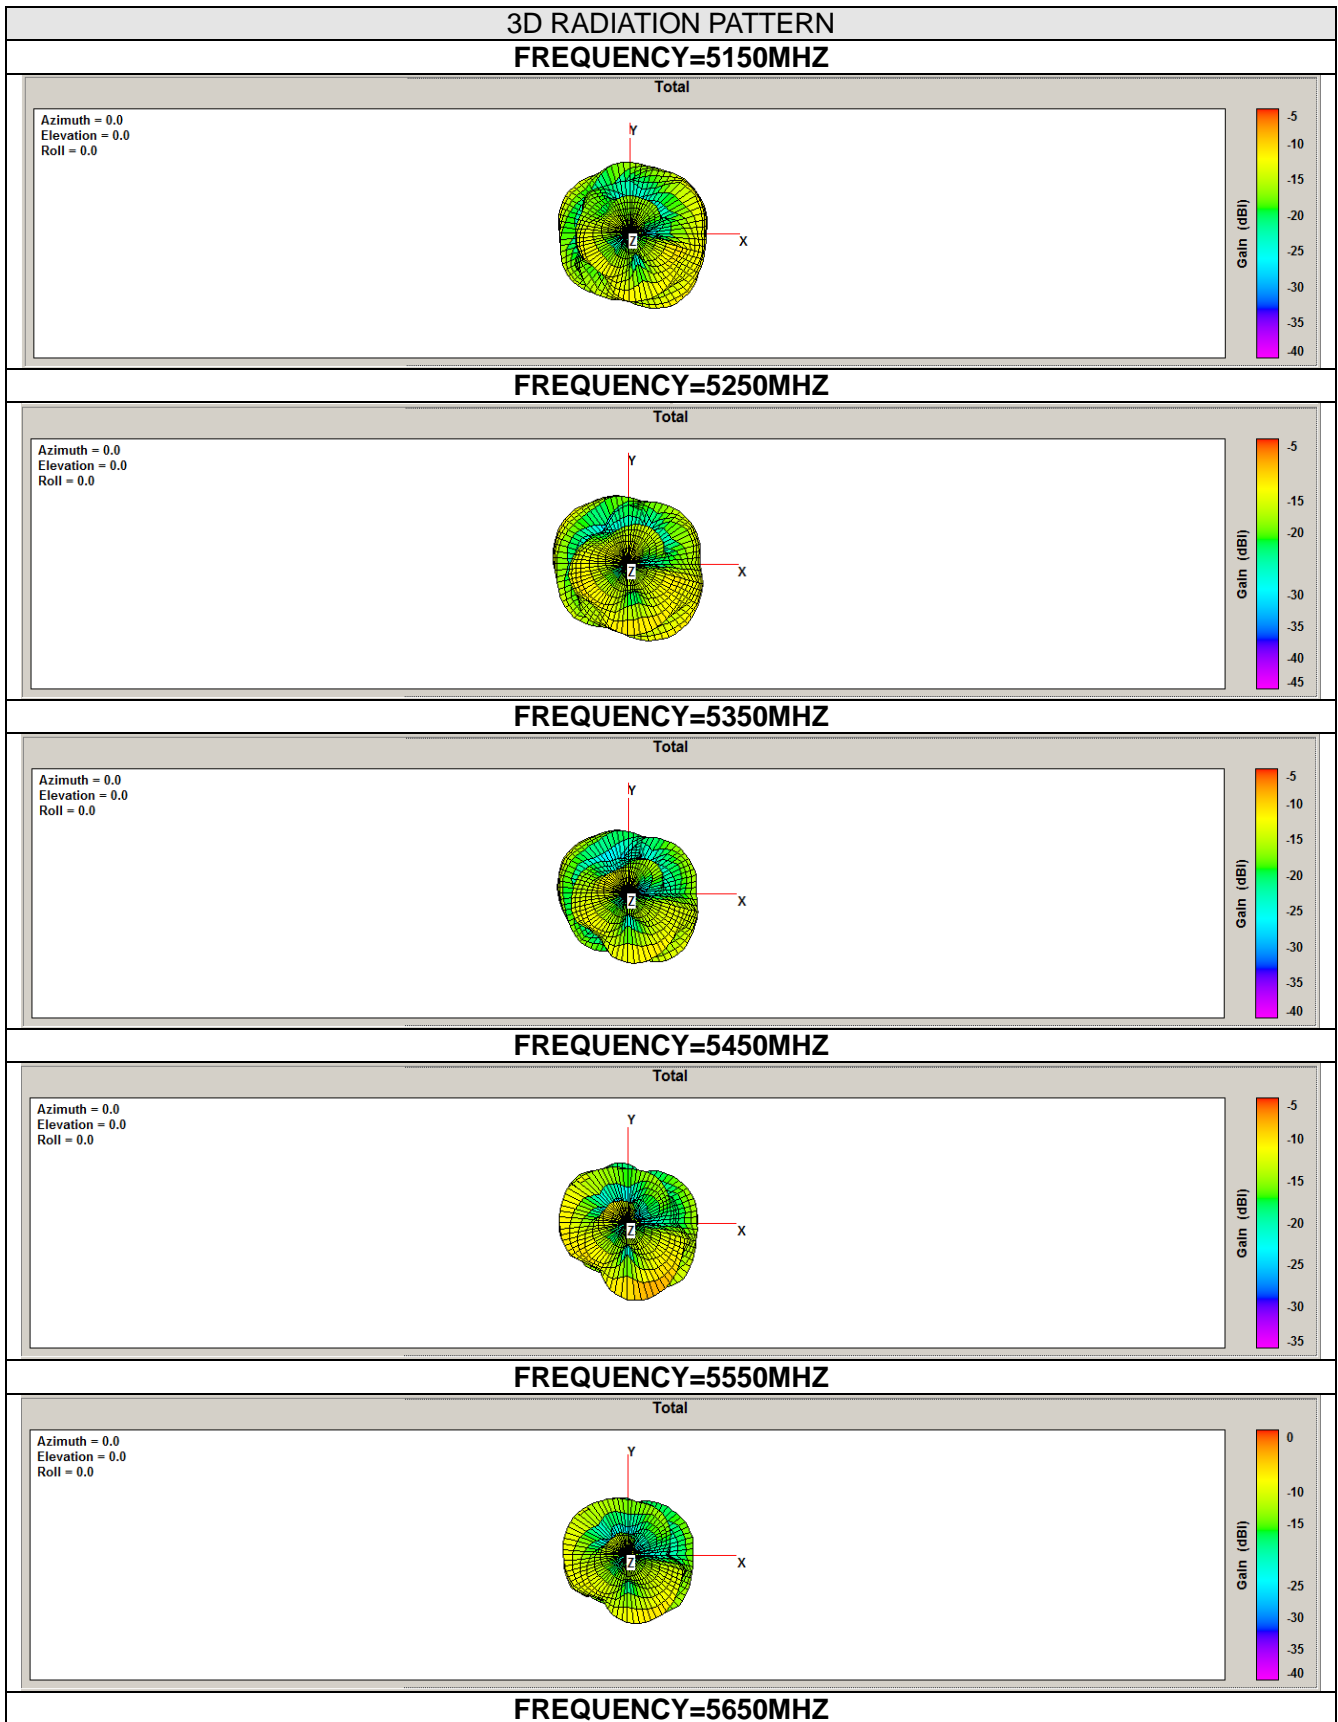 3D RADIATION PATTERN
FREQUENCY=5150MHZ
Total
Azimuth = 0.0
Elevation = 0.0
Roll = 0.0
Y
X
Z
Gain (dBI)
-5
-10
-15
-20
-25
-30
-35
-40
FREQUENCY=5250MHZ
Total
Azimuth = 0.0
Elevation = 0.0
Roll = 0.0
Y
X
Z
Gain (dBI)
-5
-15
-20
-30
-35
-40
-45
FREQUENCY=5350MHZ
Total
Azimuth = 0.0
Elevation = 0.0
Roll = 0.0
Y
X
Z
Gain (dBI)
-5
-10
-15
-20
-25
-30
-35
-40
FREQUENCY=5450MHZ
Total
Azimuth = 0.0
Elevation = 0.0
Roll = 0.0
Y
X
Z
Gain (dBI)
-5
-10
-15
-20
-25
-30
-35
FREQUENCY=5550MHZ
Total
Azimuth = 0.0
Elevation = 0.0
Roll = 0.0
Y
X
Z
Gain (dBI)
0
-10
-15
-25
-30
-35
-40
FREQUENCY=5650MHZ